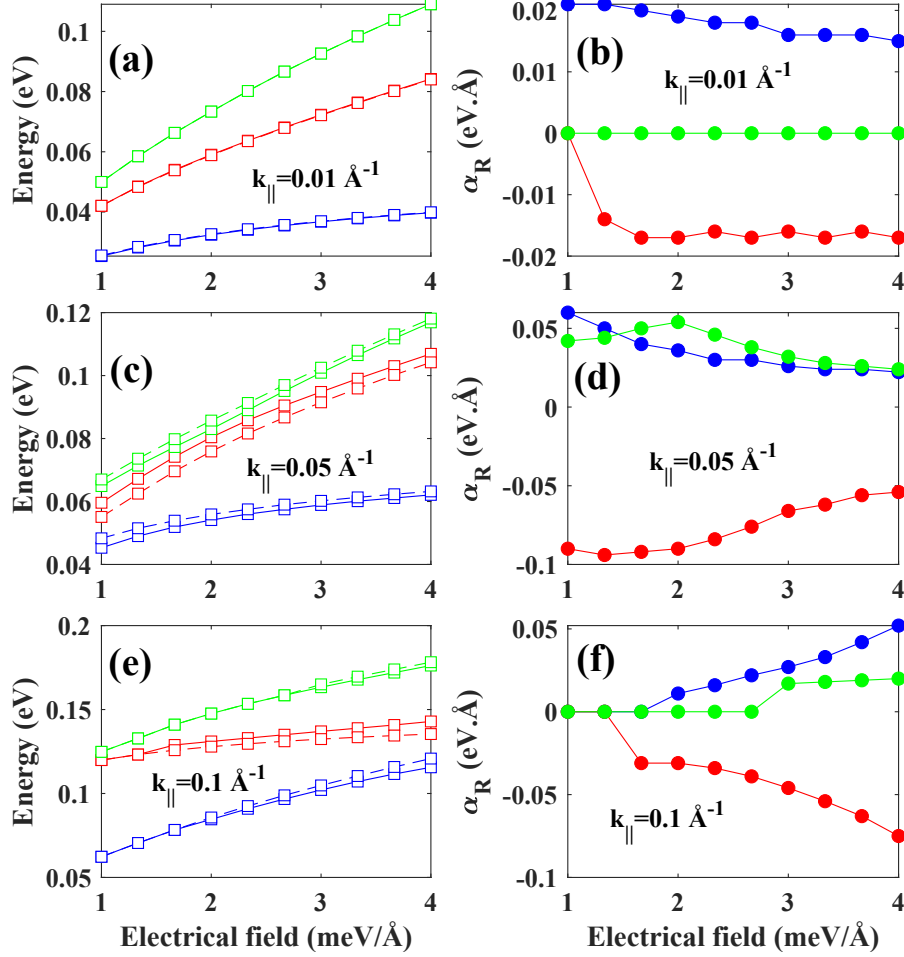 (a)
Energy (eV)
0.1
0.08
0.06
0.04
k||=0.01 Å-1
1 2 3 4
(b)
αR (eV.Å)
0.02
0.01
0
-0.01
-0.02
k||=0.01 Å-1
1 2 3 4
(c)
Energy (eV)
0.12
0.1
0.08
0.06
0.04
k||=0.05 Å-1
1 2 3 4
(d)
αR (eV.Å)
0.05
0
-0.05
-0.1
k||=0.05 Å-1
1 2 3 4
(e)
Energy (eV)
0.2
0.15
0.1
0.05
k||=0.1 Å-1
1 2 3 4
Electrical field (meV/Å)
(f)
αR (eV.Å)
0.05
0
-0.05
-0.1
k||=0.1 Å-1
1 2 3 4
Electrical field (meV/Å)